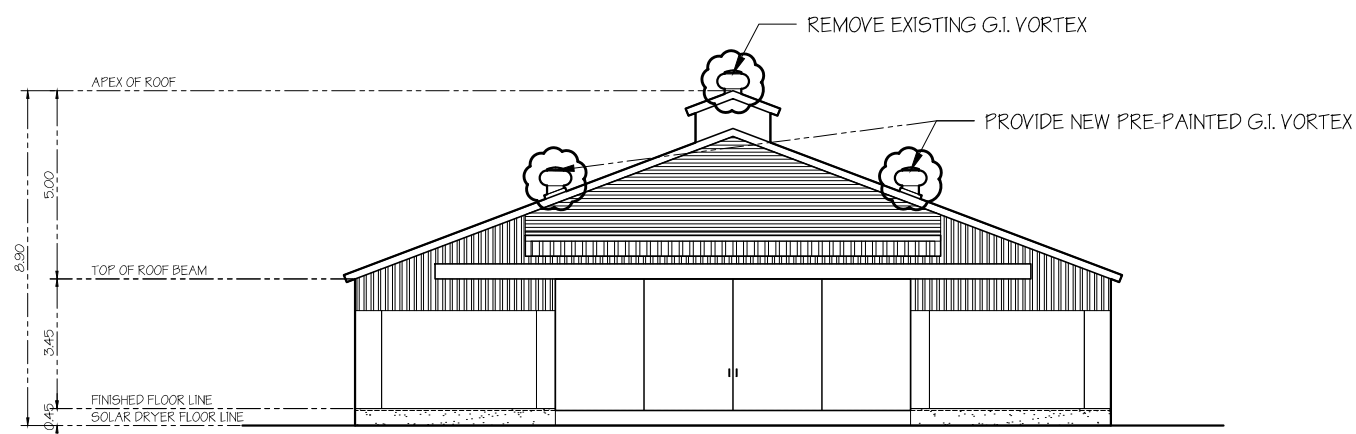 REMOVE EXISTING G.I. VORTEX
APEX OF ROOF
PROVIDE NEW PRE-PAINTED G.I. VORTEX
5.00
8.90
TOP OF ROOF BEAM
3.45
FINISHED FLOOR LINE
0.45
SOLAR DRYER FLOOR LINE